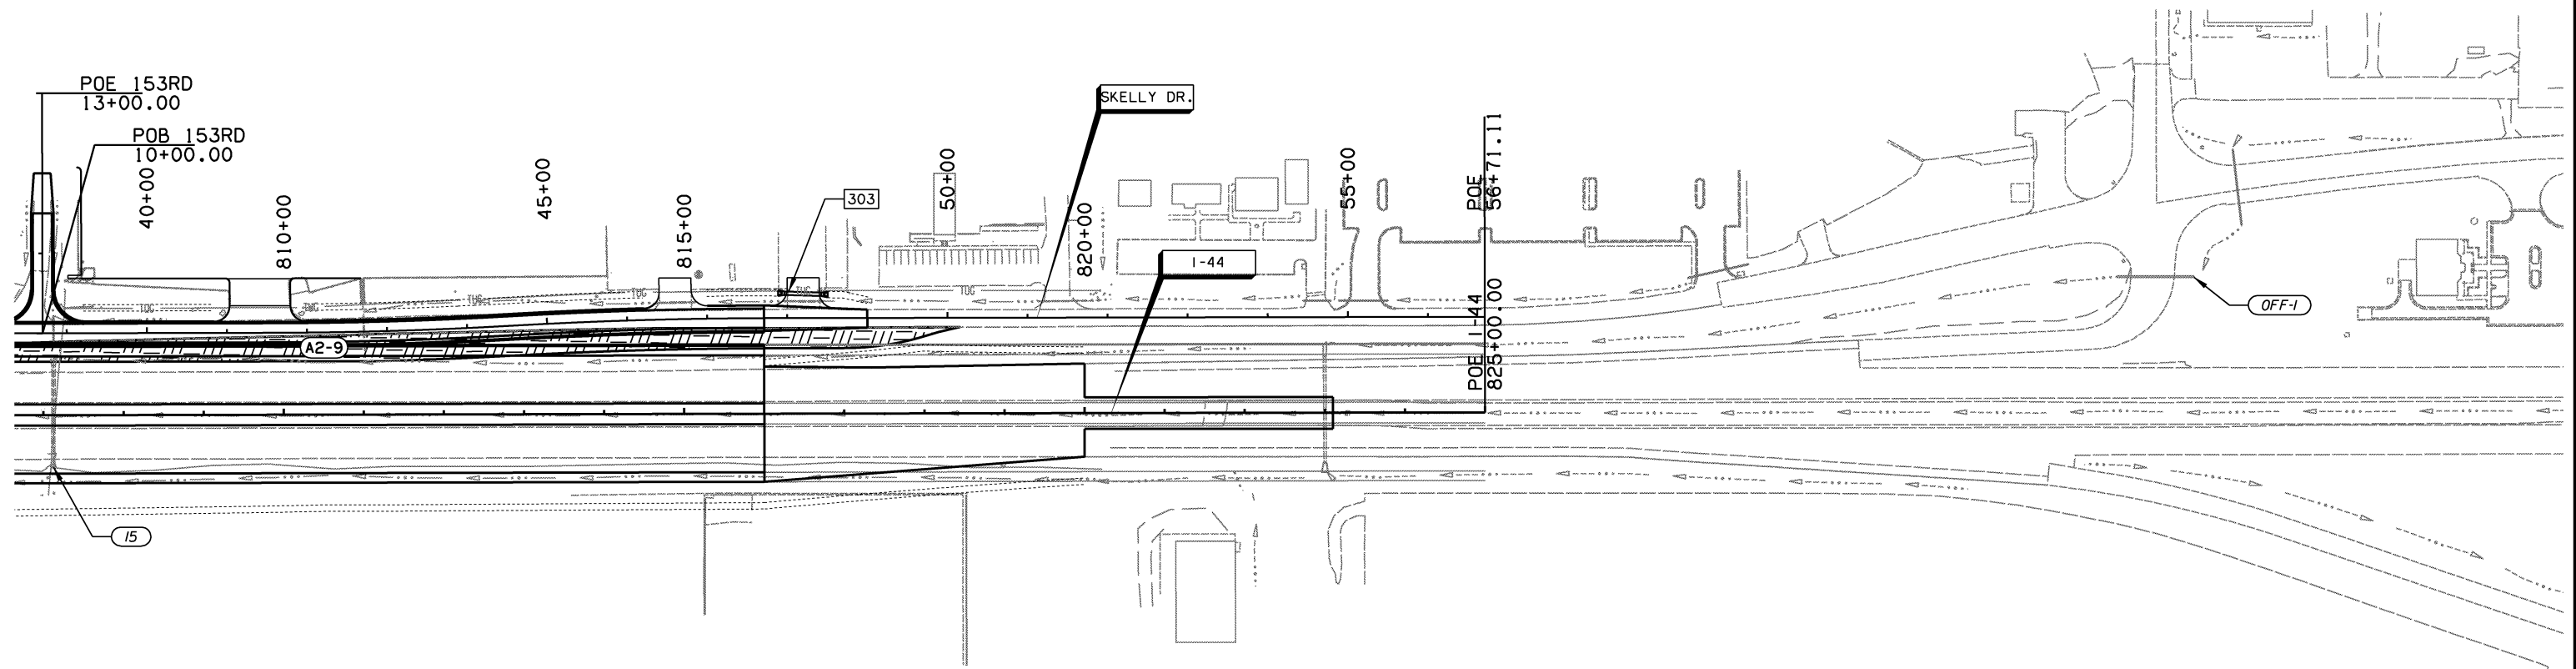 POE 153RD
13+00.00
POB 153RD
10+00.00
40+00
810+00
45+00
815+00
303
50+00
SKELLY DR.
820+00
I-44
55+00
POE
56+71.11
POE I-44
825+00.00
OFF-1
A2-9
15